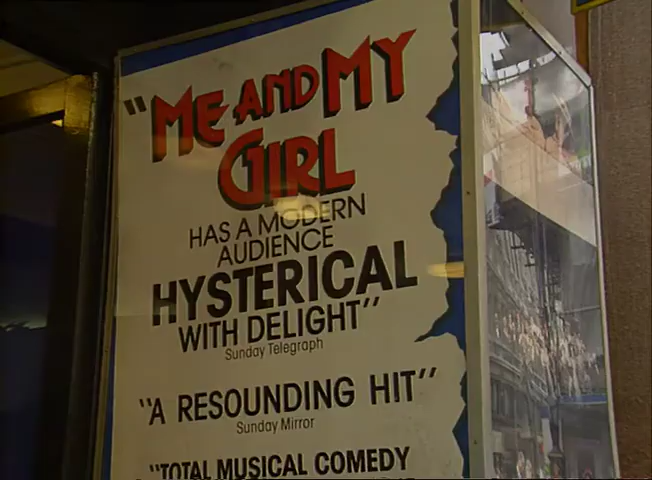 "ME AND MY
GIRL
HAS A MODERN
AUDIENCE
HYSTERICAL
WITH DELIGHT"
Sunday Telegraph
"A RESOUNDING HIT"
Sunday Mirror
"TOTAL MUSICAL COMEDY